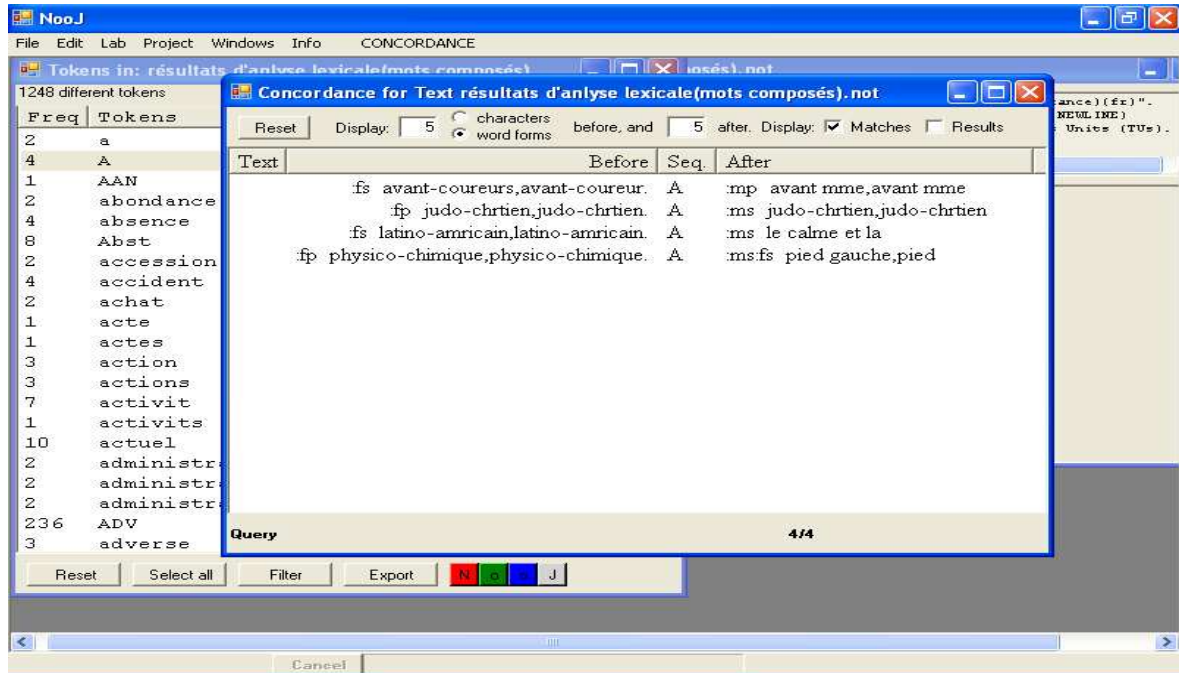 NooJ
File Edit Lab Project Windows Info CONCORDANCE
Tokens in: résultats d'anlyse lexicale(mots composés)
osés).not
1248 different tokens
Freq Tokens
2 a
4 A
1 AAN
2 abondance
4 absence
8 Abst
2 accession
4 accident
2 achat
1 acte
1 actes
3 action
3 actions
7 activit
1 activits
10 actuel
2 administr
2 administr
2 administr
236 ADV
3 adverse
Reset Select all Filter Export N o o J
ance)(fr)".
NEWLINE)
Units (TUs).
Concordance for Text résultats d'anlyse lexicale(mots composés).not
Reset Display: 5 characters word forms before, and 5 after. Display: Matches Results
Text Before Seq. After
:fs avant-coureurs,avant-coureur. A :mp avant mme,avant mme
:fp judo-chrtien,judo-chrtien. A :ms judo-chrtien,judo-chrtien
:fs latino-amricain,latino-amricain. A :ms le calme et la
:fp physico-chimique,physico-chimique. A :ms:fs pied gauche,pied
Query 4/4
Cancel